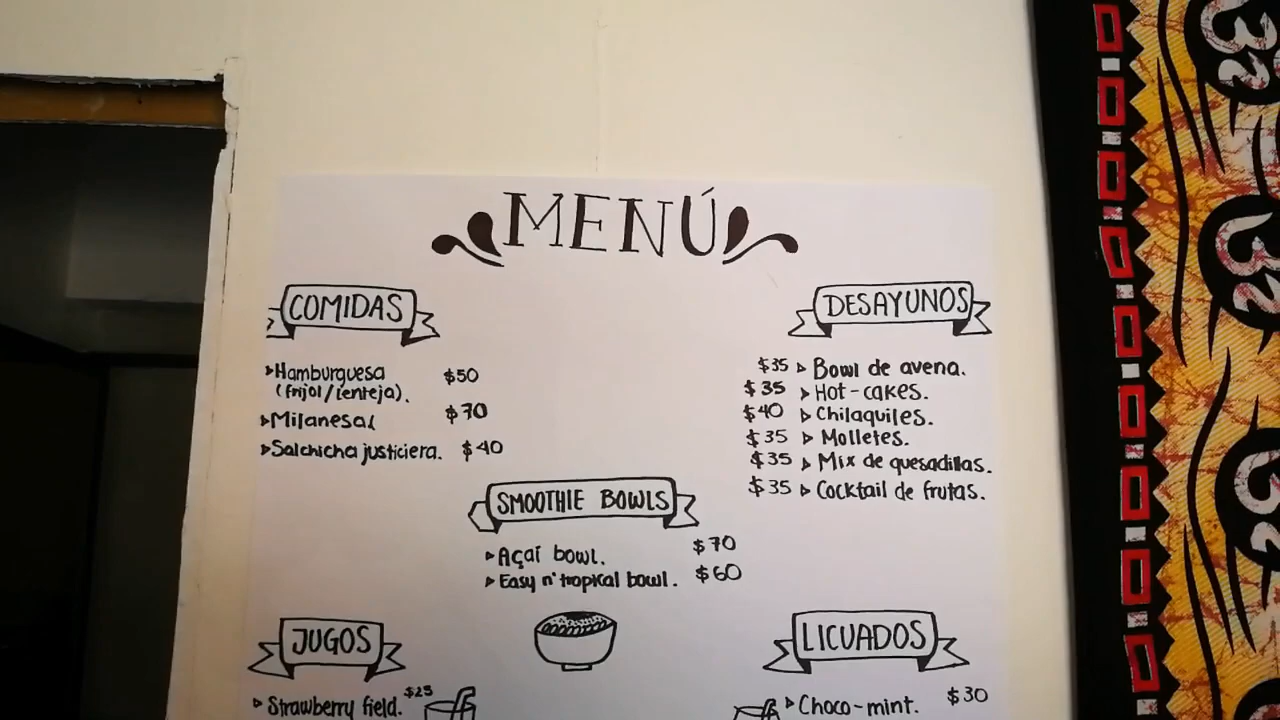 MENÚ
COMIDAS
▹Hamburguesa $50
(frijol/lenteja).
▹Milanesa $70
▹Salchicha justiciera. $40
DESAYUNOS
$35 ▹ Bowl de avena.
$35 ▹ Hot-cakes.
$40 ▹ Chilaquiles.
$35 ▹ Molletes.
$35 ▹ Mix de quesadillas.
$35 ▹ Cocktail de frutas.
SMOOTHIE BOWLS
▹Açaí bowl. $70
▹Easy n' tropical bowl. $60
JUGOS
▹Strawberry field. $25
LICUADOS
▹Choco-mint. $30